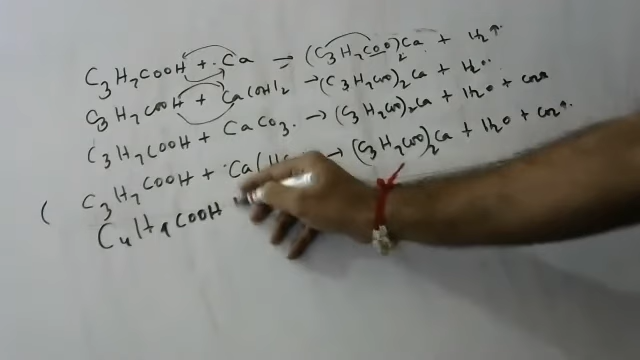 C3H7COOH + Ca → (C3H7COO)2Ca + H2↑
C3H7COOH + Ca(OH)2 → (C3H7COO)2Ca + H2O
C3H7COOH + CaCO3 → (C3H7COO)2Ca + H2O + CO2
C3H7COOH + Ca(HC → (C3H7COO)2Ca + H2O + CO2↑
C4H9COOH